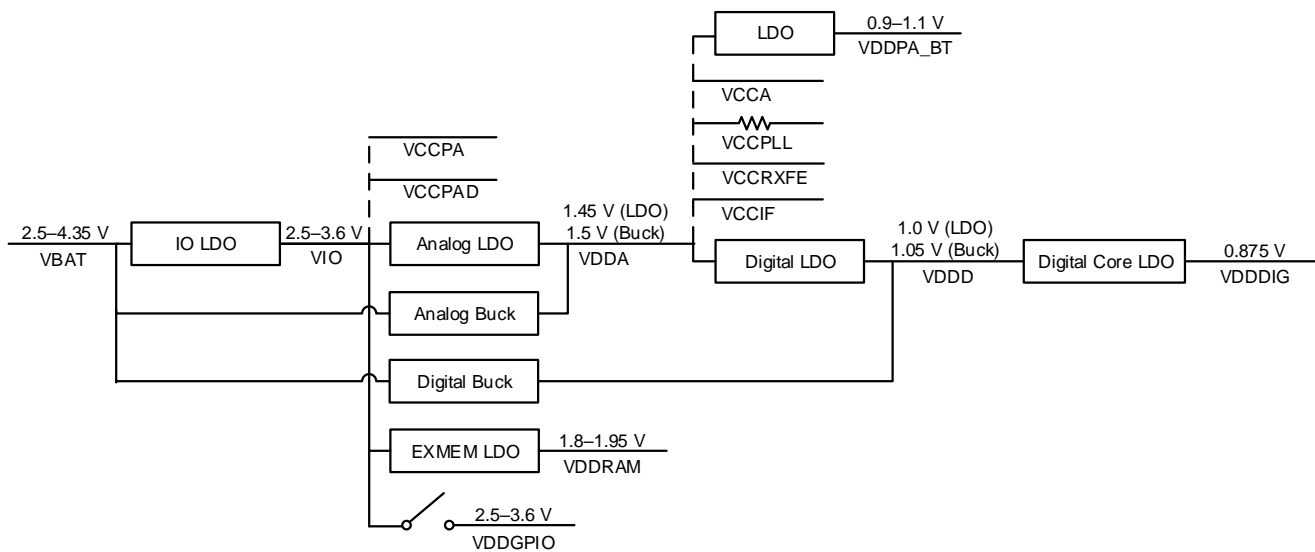 LDO
0.9–1.1 V
VDDPA_BT
VCCA
VCCPLL
VCCPA
VCCRXFE
VCCPAD
VCCIF
2.5–4.35 V
VBAT
IO LDO
2.5–3.6 V
VIO
Analog LDO
1.45 V (LDO)
1.5 V (Buck)
VDDA
Digital LDO
1.0 V (LDO)
1.05 V (Buck)
VDDD
Digital Core LDO
0.875 V
VDDDIG
Analog Buck
Digital Buck
EXMEM LDO
1.8–1.95 V
VDDRAM
2.5–3.6 V
VDDGPIO